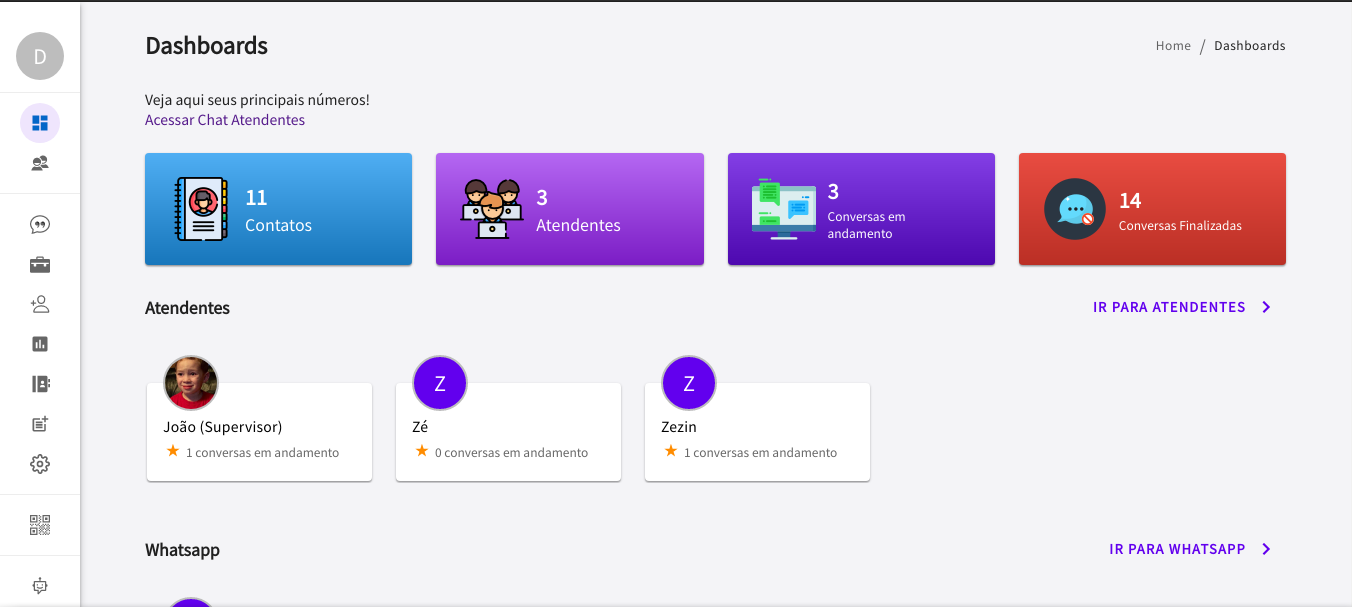 D
Dashboards
Home / Dashboards
Veja aqui seus principais números!
Acessar Chat Atendentes
11
Contatos
3
Atendentes
3
Conversas em
andamento
14
Conversas Finalizadas
Atendentes
IR PARA ATENDENTES
João (Supervisor)
1 conversas em andamento
Z
Zé
0 conversas em andamento
Z
Zezin
1 conversas em andamento
Whatsapp
IR PARA WHATSAPP